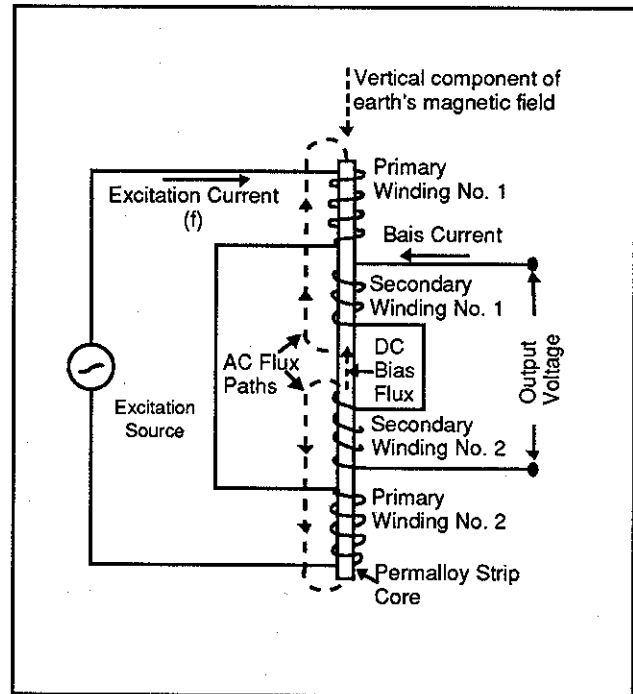 Vertical component of
earth's magnetic field
Primary
Winding No. 1
Excitation Current
(f)
Bais Current
Secondary
Winding No. 1
AC Flux
Paths
DC
Bias
Flux
Output
Voltage
Excitation
Source
Secondary
Winding No. 2
Primary
Winding No. 2
Permalloy Strip
Core